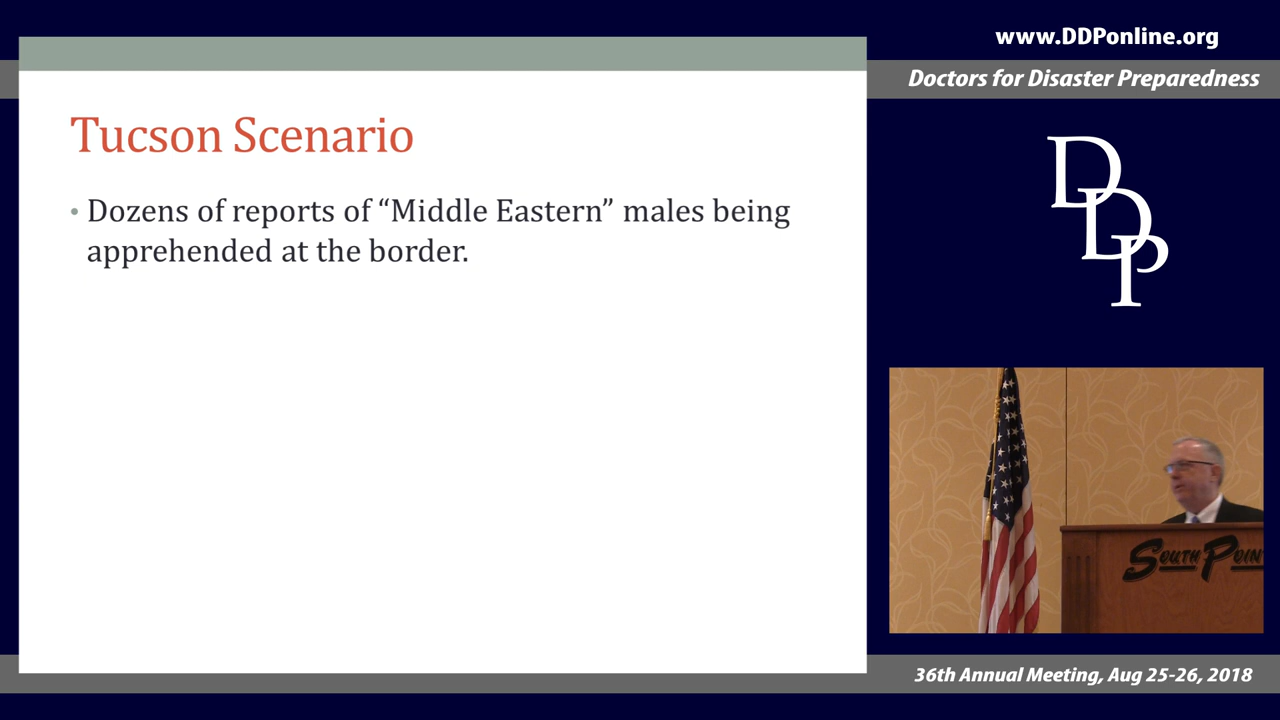 www.DDPonline.org
Doctors for Disaster Preparedness
Tucson Scenario
• Dozens of reports of “Middle Eastern” males being
apprehended at the border.
DDP
SOUTH POIN
36th Annual Meeting, Aug 25-26, 2018